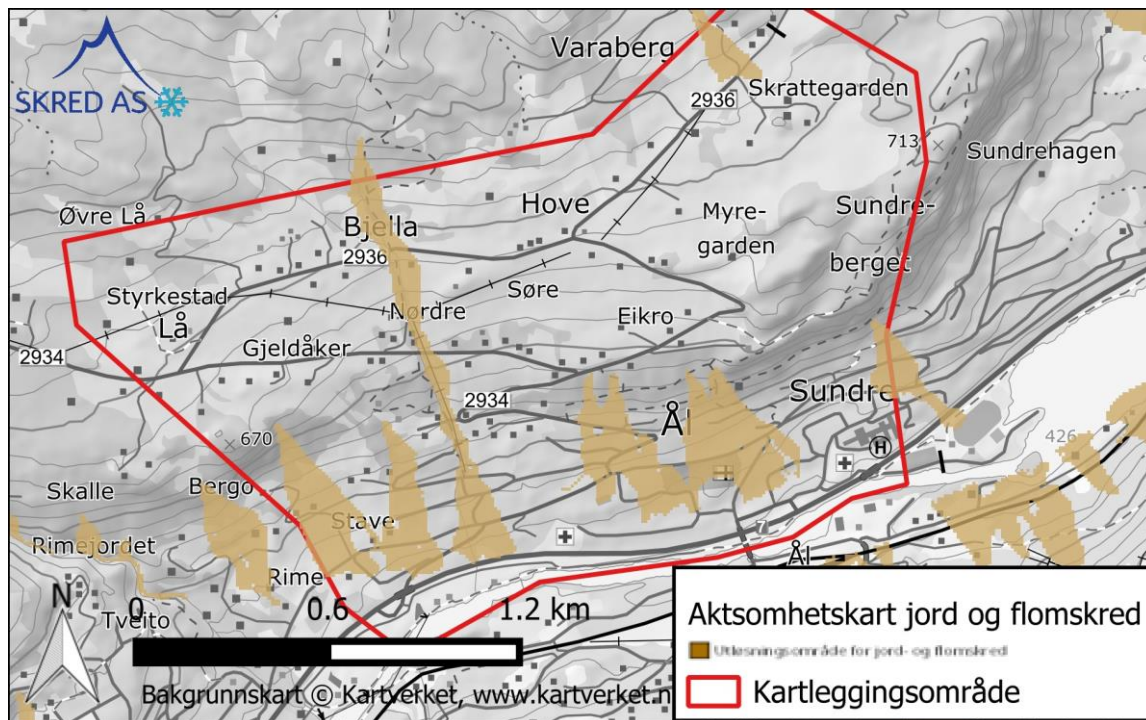 SKRED AS
Varaberg
2936
Skrattegarden
713
Sundrehagen
Øvre Lå
Bjella
Hove
Myre-
garden
Sundre-
berget
2936
Styrkestad
Lå
Nordre
Søre
Eikro
2934
Gjeldåker
2934
Ål
Sundre
670
H
426
Skalle
Bergo
Stave
Rimejordet
7
Ål
Rime
N
Tveito
0
0.6
1.2 km
Bakgrunnskart © Kartverket, www.kartverket.n
Aktsomhetskart jord og flomskred
Utløsningsområde for jord- og flomskred
Kartleggingsområde